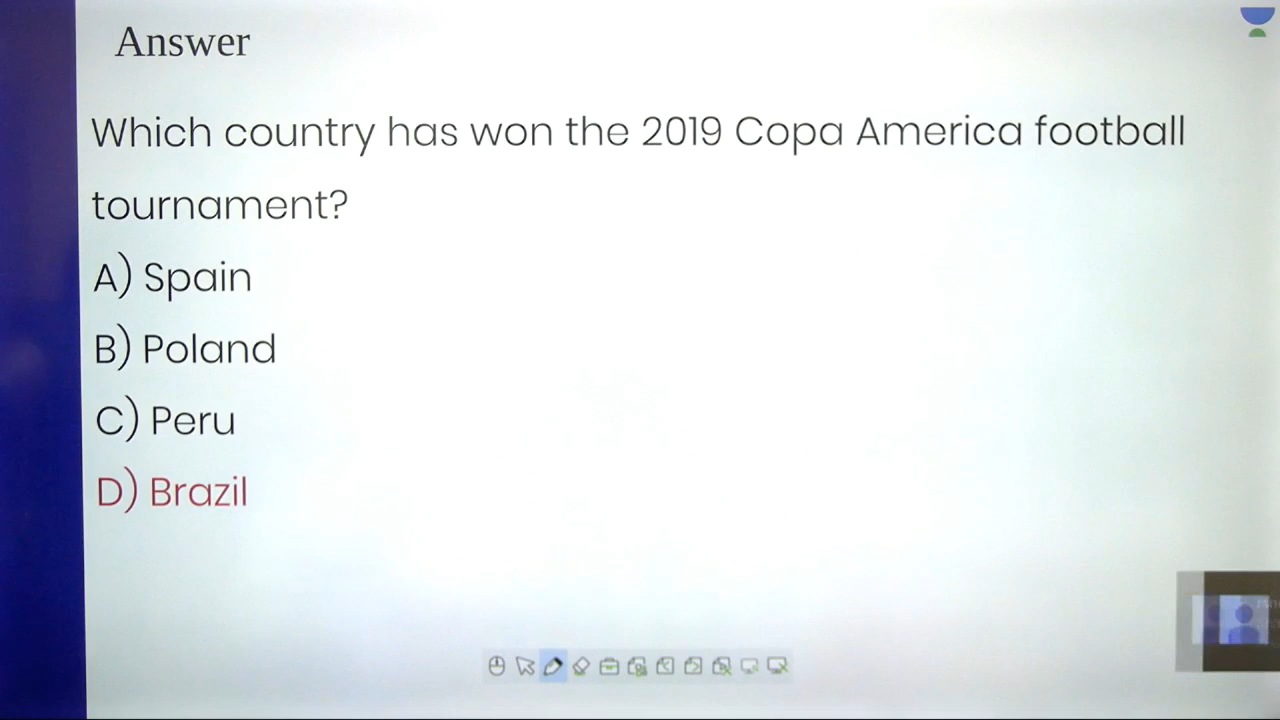 Answer
Which country has won the 2019 Copa America football
tournament?
A) Spain
B) Poland
C) Peru
D) Brazil